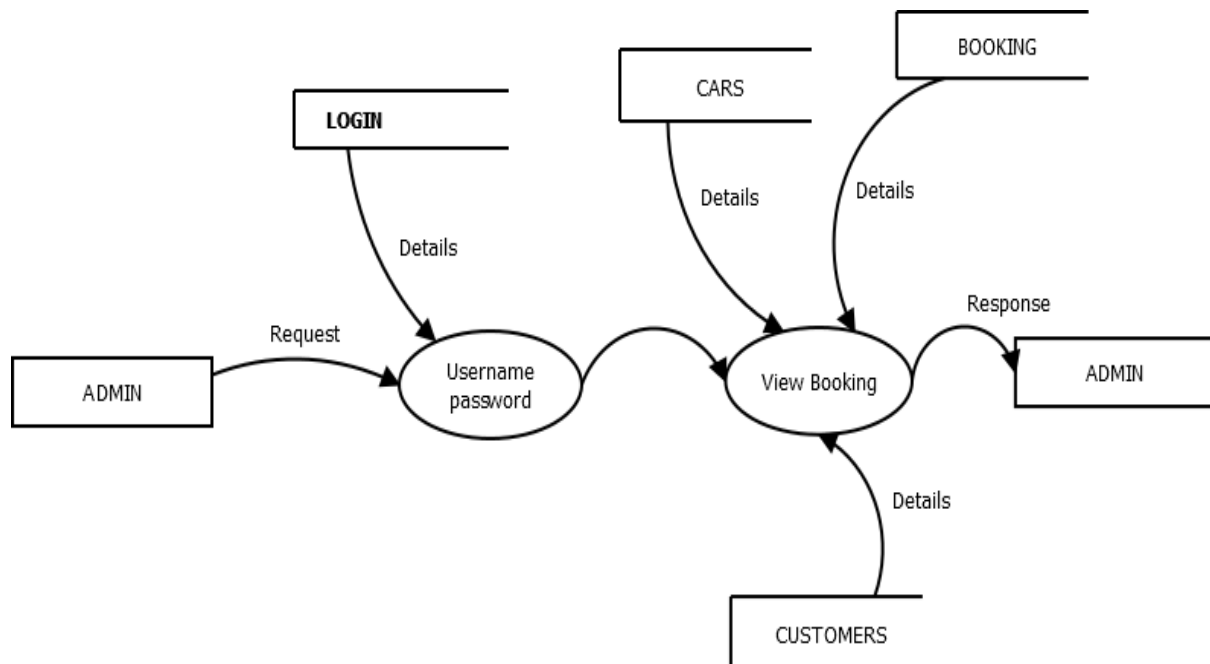 BOOKING
CARS
LOGIN
Details
Details
Details
Response
Request
Username
password
View Booking
ADMIN
ADMIN
Details
CUSTOMERS